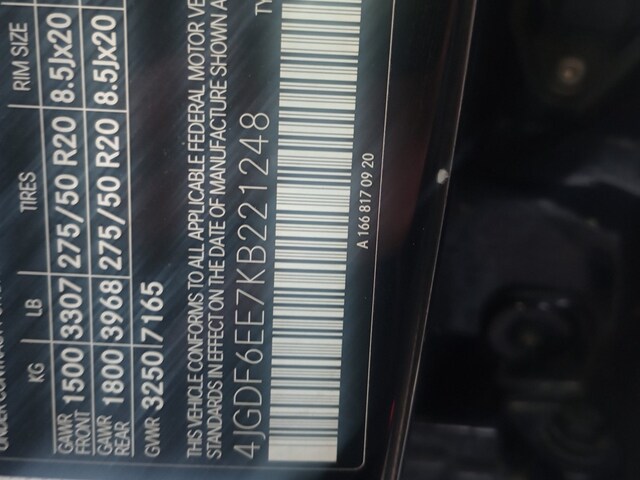 KG LB TIRES RIM SIZE
GAWR FRONT 1500 3307 275/50 R20 8.5Jx20
GAWR REAR 1800 3968 275/50 R20 8.5Jx20
GVWR 3250 7165
THIS VEHICLE CONFORMS TO ALL APPLICABLE FEDERAL MOTOR VE
STANDARDS IN EFFECT ON THE DATE OF MANUFACTURE SHOWN A
4JGDF6EE7KB221248
TY
A 166 817 09 20